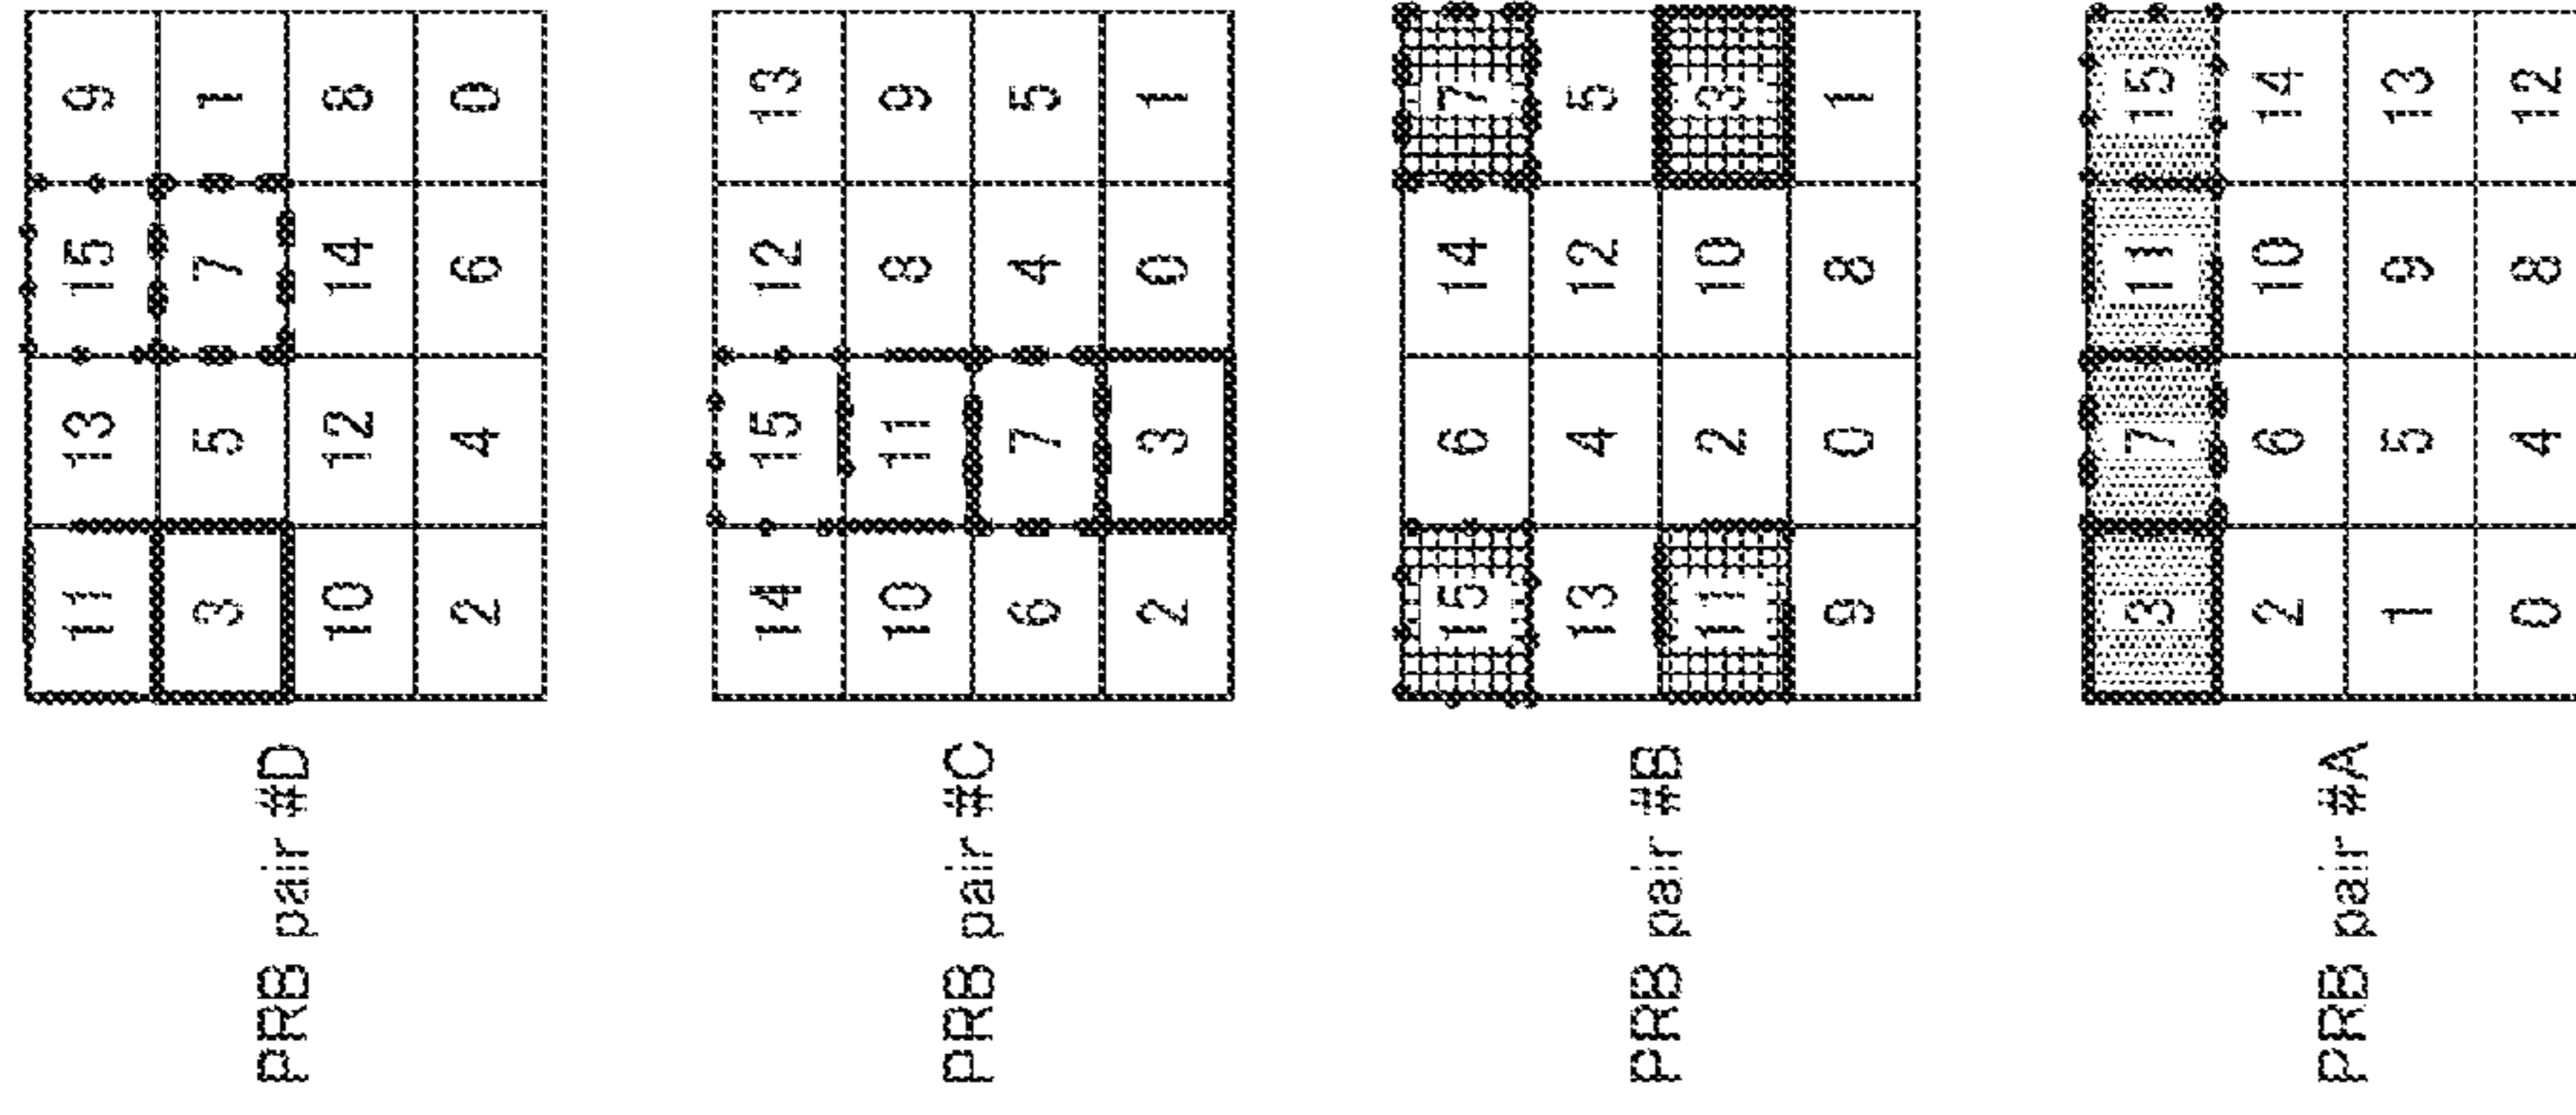 11 13 15 9
3 5 7 1
PRB pair #D
10 12 14 8
2 4 6 0
14 15 12 13
10 11 8 9
PRB pair #C
6 7 4 5
2 3 0 1
15 6 14 7
13 4 12 5
PRB pair #B
11 2 10 3
9 0 8 1
3 7 11 15
2 6 10 14
PRB pair #A
1 5 9 13
0 4 8 12